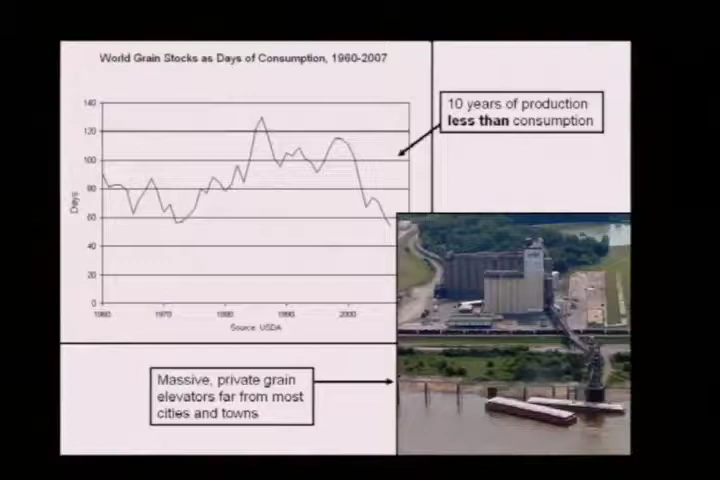 World Grain Stocks as Days of Consumption, 1960-2007
10 years of production
less than consumption
140
120
100
80
60
40
20
0
Days
1960
1970
1980
1990
2000
Source: USDA
Massive, private grain
elevators far from most
cities and towns